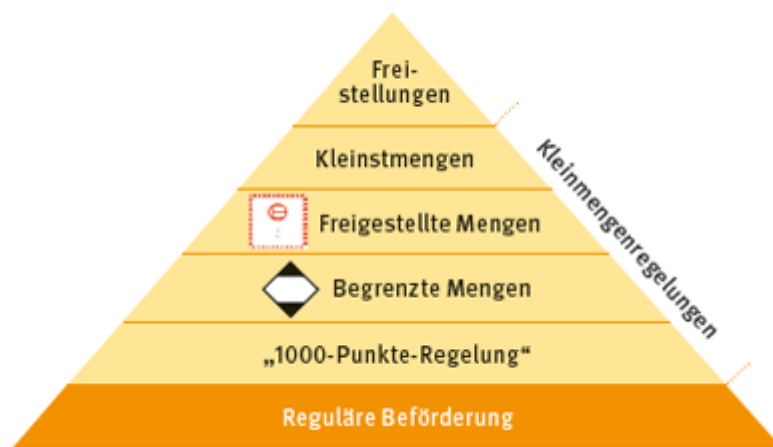 Frei-
stellungen
Kleinstmengen
Freigestellte Mengen
Begrenzte Mengen
„1000-Punkte-Regelung“
Reguläre Beförderung
Kleinmengenregelungen